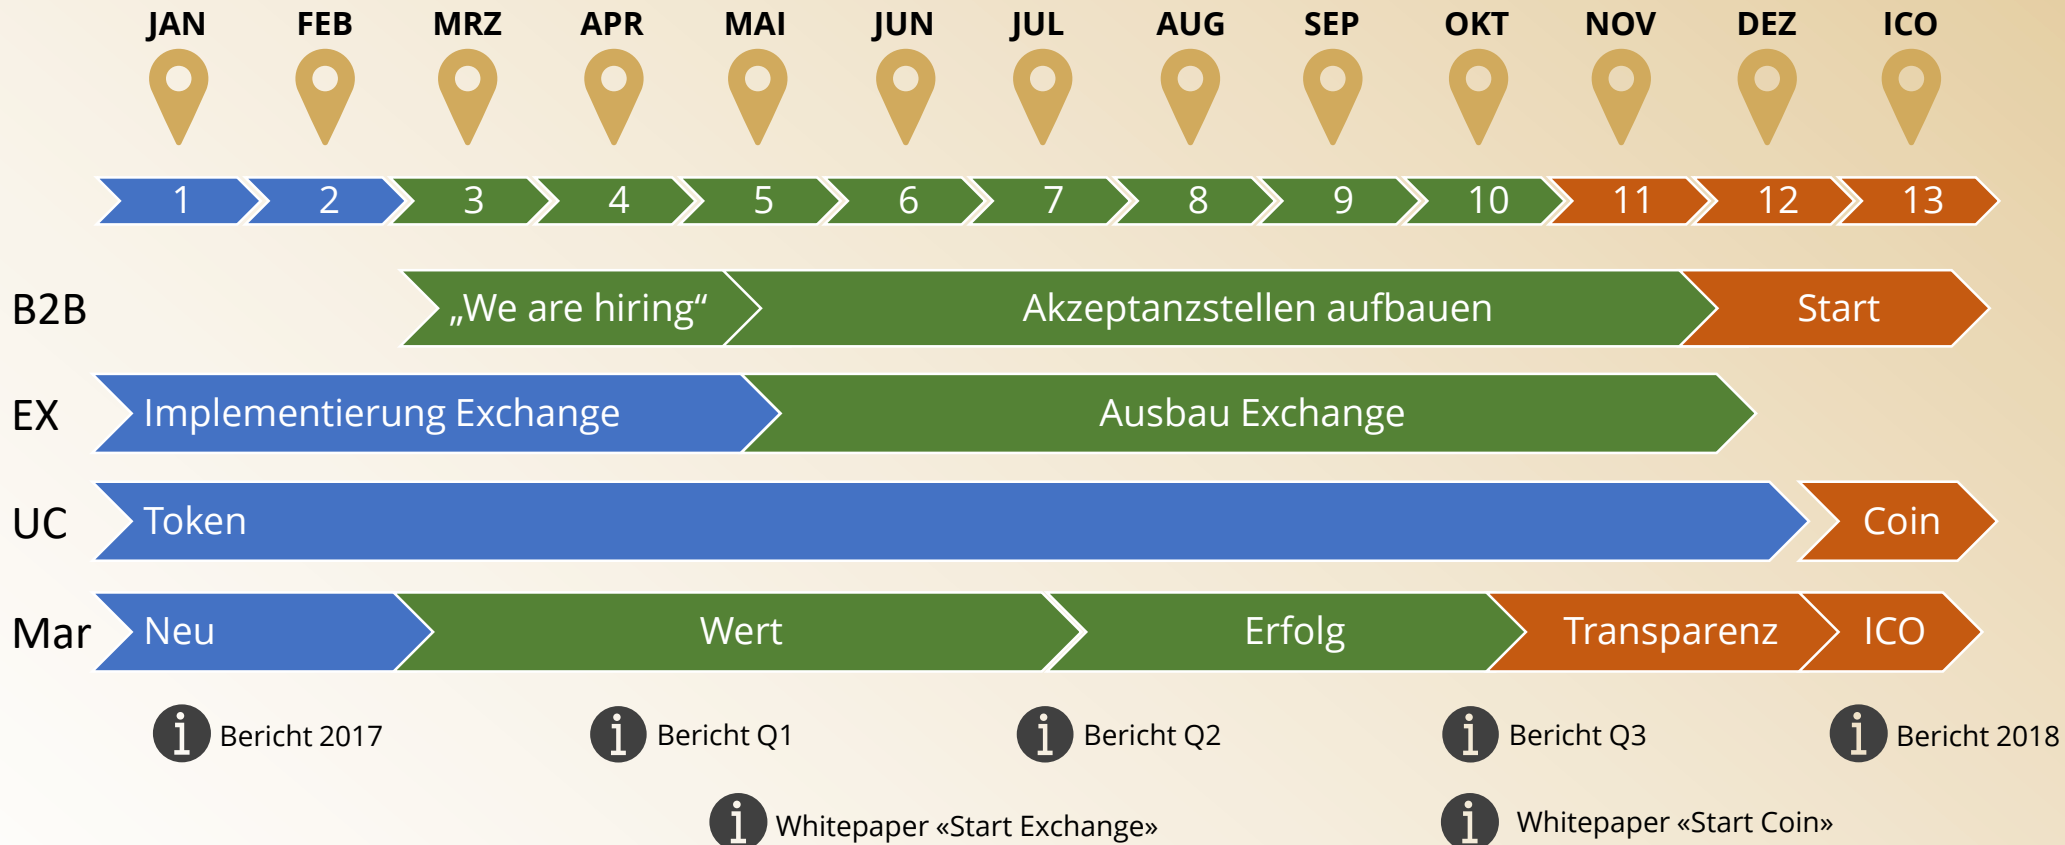 JAN FEB MRZ APR MAI JUN JUL AUG SEP OKT NOV DEZ ICO
1 2 3 4 5 6 7 8 9 10 11 12 13
B2B „We are hiring“ Akzeptanzstellen aufbauen Start
EX Implementierung Exchange Ausbau Exchange
UC Token Coin
Mar Neu Wert Erfolg Transparenz ICO
Bericht 2017 Bericht Q1 Bericht Q2 Bericht Q3 Bericht 2018
Whitepaper «Start Exchange» Whitepaper «Start Coin»